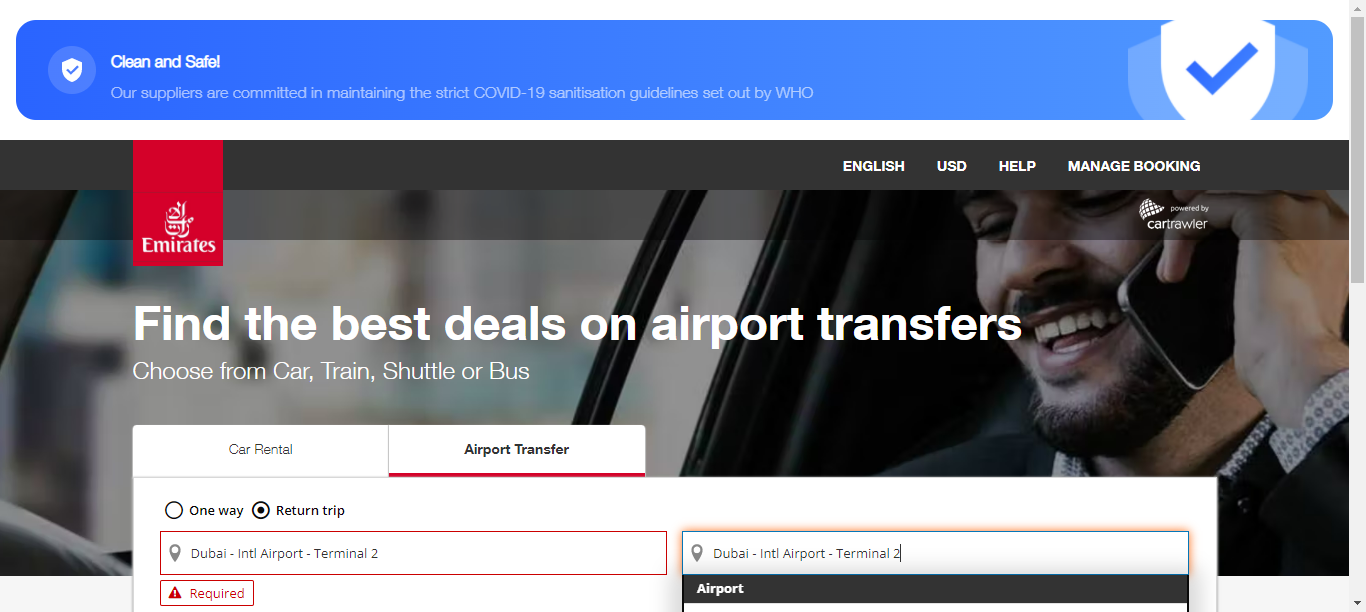 Clean and Safe!
Our suppliers are committed in maintaining the strict COVID-19 sanitisation guidelines set out by WHO
ENGLISH USD HELP MANAGE BOOKING
powered by
cartrawler
Emirates
Find the best deals on airport transfers
Choose from Car, Train, Shuttle or Bus
Car Rental Airport Transfer
One way Return trip
Dubai - Intl Airport - Terminal 2 Dubai - Intl Airport - Terminal 2
Required
Airport